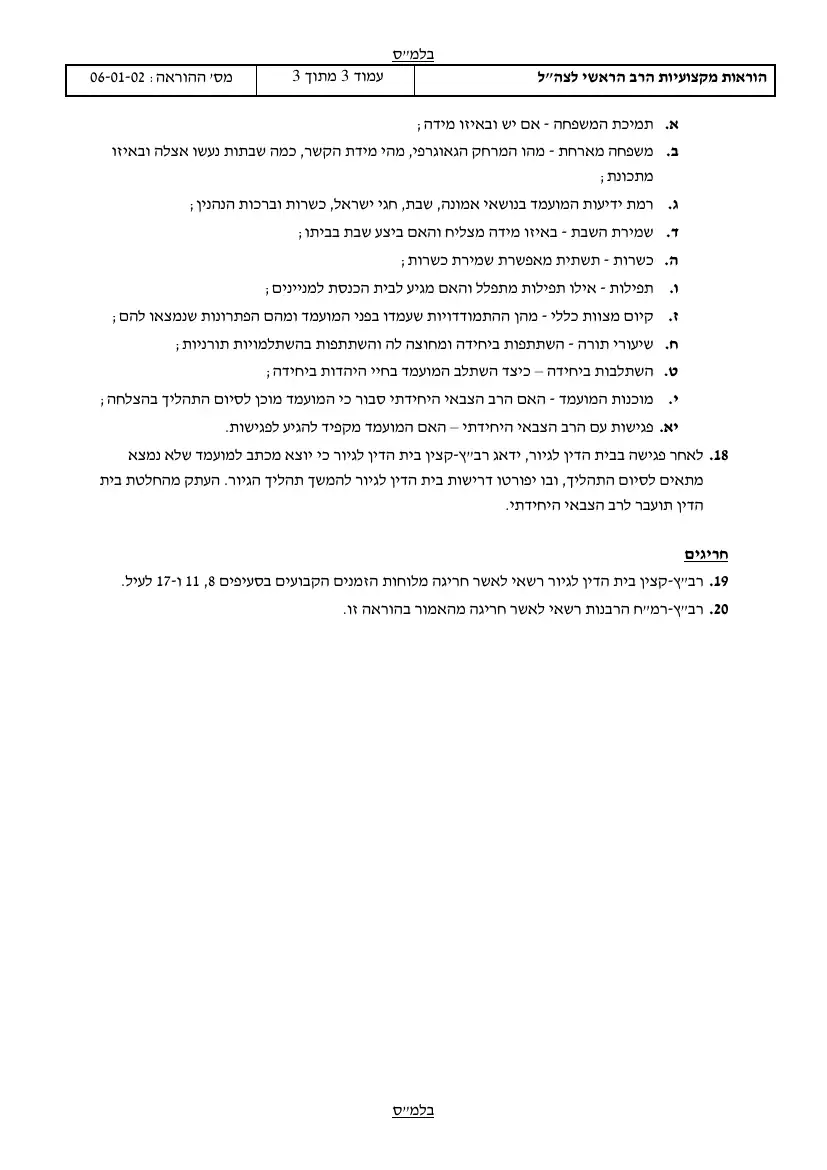 בלמ״ס
הוראות מקצועיות הרב הראשי לצה״ל עמוד 3 מתוך 3 מס׳ ההוראה: 06-01-02
א. תמיכת המשפחה - אם יש ובאיזו מידה;
ב. משפחה מארחת - מהו המרחק הגאוגרפי, מהי מידת הקשר, כמה שבתות נעשו אצלה ובאיזו
מתכונת;
ג. רמת ידיעות המועמד בנושאי אמונה, שבת, חגי ישראל, כשרות וברכות הנהנין;
ד. שמירת השבת - באיזו מידה מצליח והאם ביצע שבת בביתו;
ה. כשרות - תשתית מאפשרת שמירת כשרות;
ו. תפילות - אילו תפילות מתפלל והאם מגיע לבית הכנסת למניינים;
ז. קיום מצוות כללי - מהן ההתמודדויות שעמדו בפני המועמד ומהם הפתרונות שנמצאו להם;
ח. שיעורי תורה - השתתפות ביחידה ומחוצה לה והשתתפות בהשתלמויות תורניות;
ט. השתלבות ביחידה – כיצד השתלב המועמד בחיי היהדות ביחידה;
י. מוכנות המועמד - האם הרב הצבאי היחידתי סבור כי המועמד מוכן לסיום התהליך בהצלחה;
יא. פגישות עם הרב הצבאי היחידתי – האם המועמד מקפיד להגיע לפגישות.
18. לאחר פגישה בבית הדין לגיור, ידאג רב״ץ-קצין בית הדין לגיור כי יוצא מכתב למועמד שלא נמצא
מתאים לסיום התהליך, ובו יפורטו דרישות בית הדין לגיור להמשך תהליך הגיור. העתק מהחלטת בית
הדין תועבר לרב הצבאי היחידתי.
חריגים
19. רב״ץ-קצין בית הדין לגיור רשאי לאשר חריגה מלוחות הזמנים הקבועים בסעיפים 8, 11 ו-17 לעיל.
20. רב״ץ-רמ״ח הרבנות רשאי לאשר חריגה מהאמור בהוראה זו.
בלמ״ס